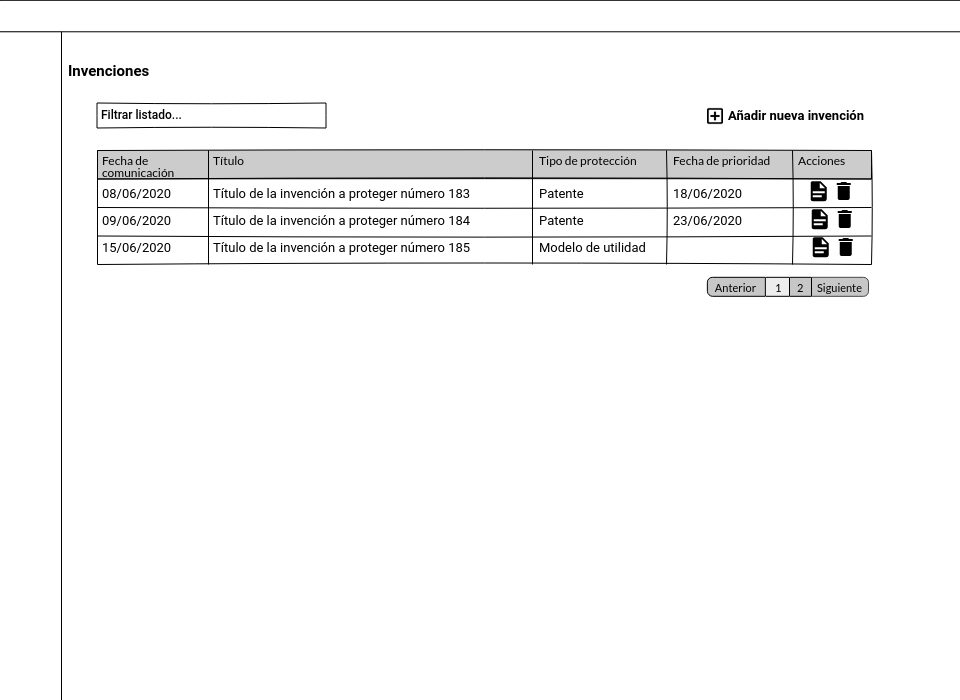 Invenciones
Filtrar listado...
Añadir nueva invención
Fecha de comunicación Título Tipo de protección Fecha de prioridad Acciones
08/06/2020 Título de la invención a proteger número 183 Patente 18/06/2020
09/06/2020 Título de la invención a proteger número 184 Patente 23/06/2020
15/06/2020 Título de la invención a proteger número 185 Modelo de utilidad
Anterior 1 2 Siguiente